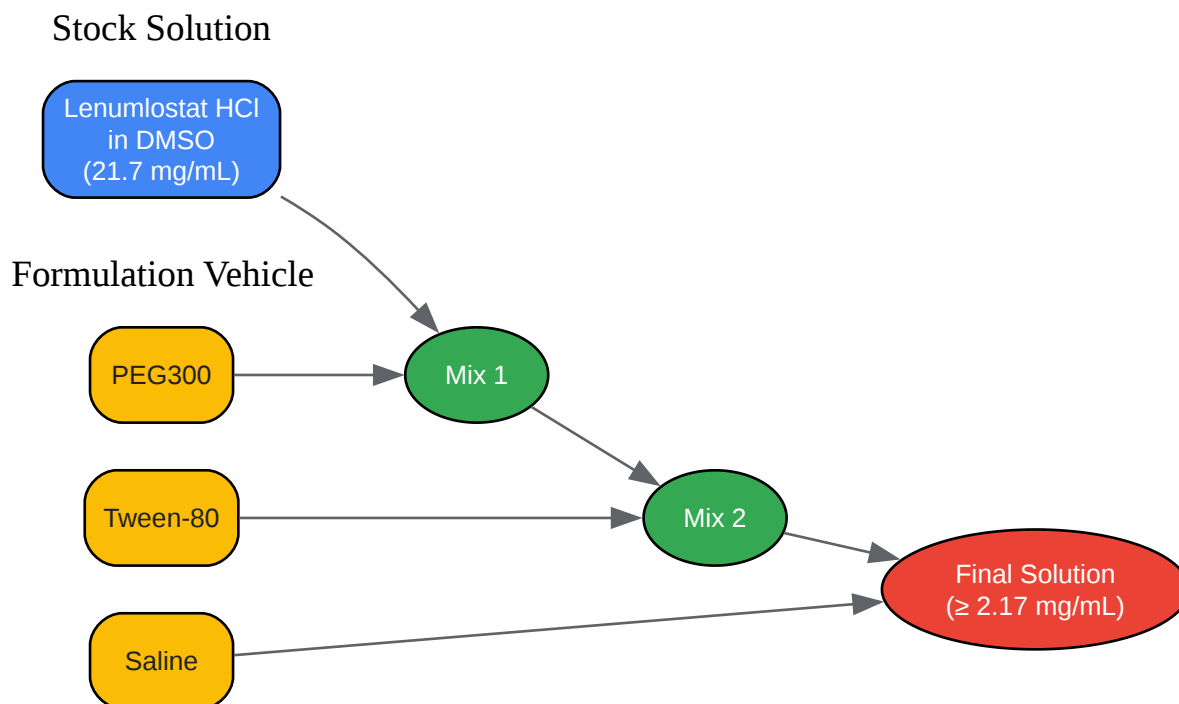 Stock Solution
Lenumlostat HCl
in DMSO
(21.7 mg/mL)
Formulation Vehicle
PEG300
Mix 1
Tween-80
Mix 2
Final Solution
(≥ 2.17 mg/mL)
Saline